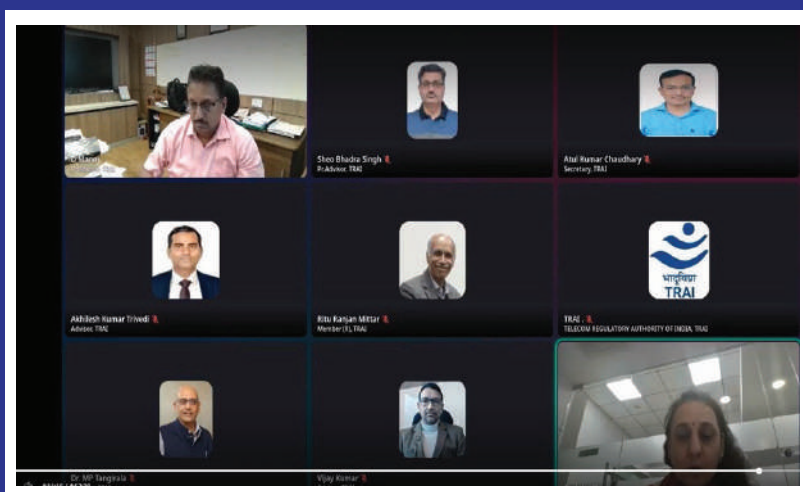 Sheo Bhadra Singh
Pr.Advisor, TRAI
Atul Kumar Chaudhary
Secretary, TRAI
Akhilesh Kumar Trivedi
Advisor, TRAI
Ritu Ranjan Mittar
Member (R), TRAI
भादूविप्रा
TRAI
TRAI .
TELECOM REGULATORY AUTHORITY OF INDIA, TRAI
Dr. MP Tangirala
Vijay Kumar